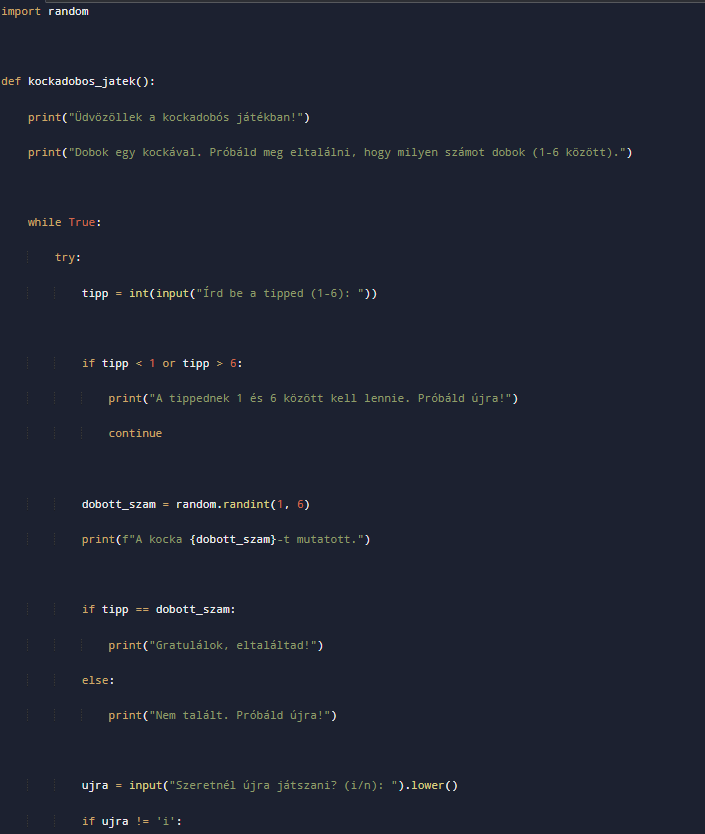 import random
def kockadobos_jatek():
    print("Üdvözöllek a kockadobós játékban!")
    print("Dobok egy kockával. Próbáld meg eltalálni, hogy milyen számot dobok (1-6 között).")
    while True:
        try:
            tipp = int(input("Írd be a tipped (1-6): "))
            if tipp < 1 or tipp > 6:
                print("A tippednek 1 és 6 között kell lennie. Próbáld újra!")
                continue
            dobott_szam = random.randint(1, 6)
            print(f"A kocka {dobott_szam}-t mutatott.")
            if tipp == dobott_szam:
                print("Gratulálok, eltaláltad!")
            else:
                print("Nem talált. Próbáld újra!")
            ujra = input("Szeretnél újra játszani? (i/n): ").lower()
            if ujra != 'i':